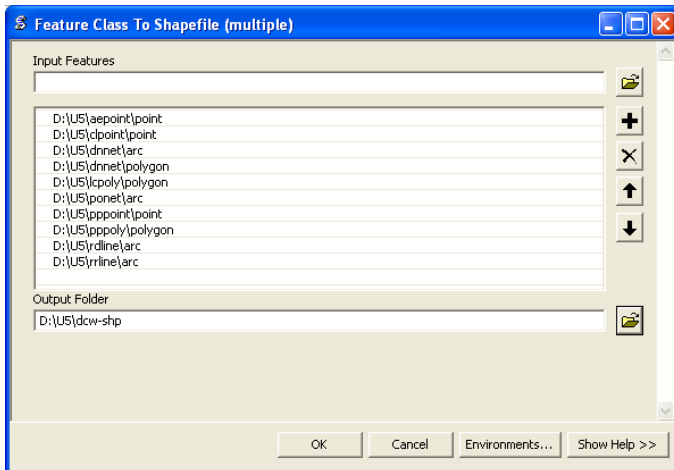 Feature Class To Shapefile (multiple)
Input Features
D:\U5\aepoint\point
D:\U5\clpoint\point
D:\U5\dnnet\arc
D:\U5\dnnet\polygon
D:\U5\lcpoly\polygon
D:\U5\ponet\arc
D:\U5\pppoint\point
D:\U5\pppoly\polygon
D:\U5\rdline\arc
D:\U5\rrline\arc
Output Folder
D:\U5\dcw-shp
OK Cancel Environments... Show Help >>